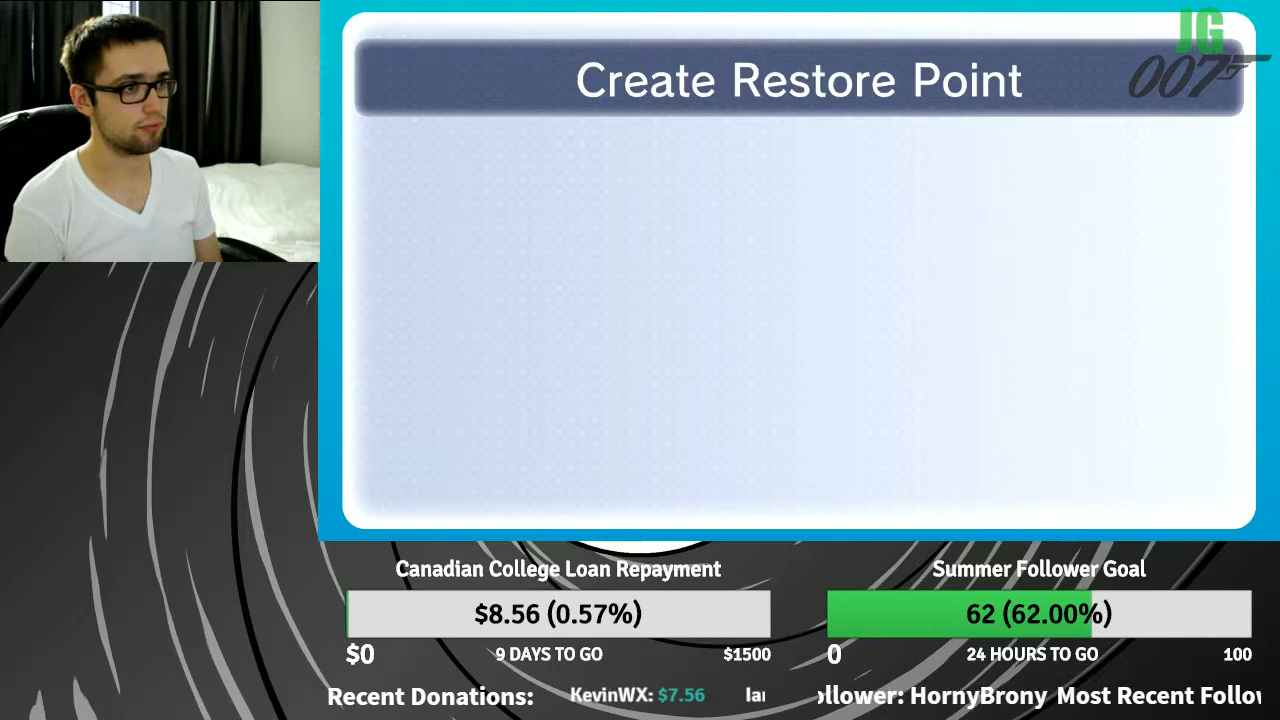 JG
007
Create Restore Point
Canadian College Loan Repayment
$8.56 (0.57%)
$0 9 DAYS TO GO $1500
Summer Follower Goal
62 (62.00%)
0 24 HOURS TO GO 100
Recent Donations: KevinWX: $7.56
ollower: HornyBrony Most Recent Follow